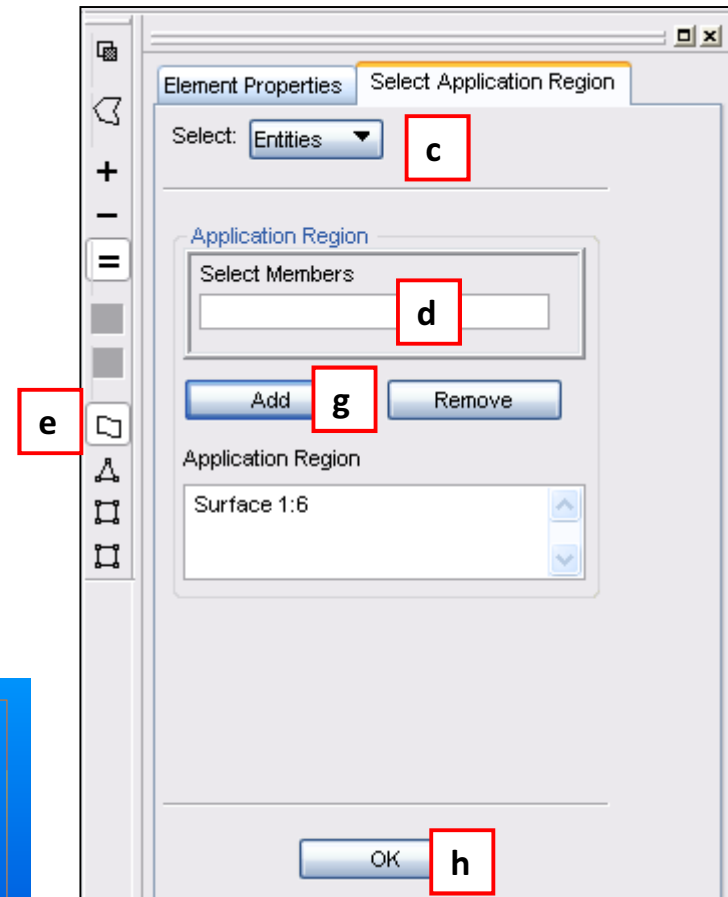 Element Properties Select Application Region
Select: Entities c
Application Region
Select Members
d
Add g Remove
e
Application Region
Surface 1:6
OK h